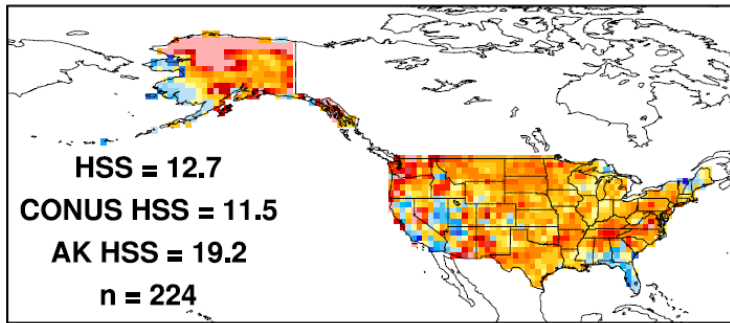 HSS = 12.7
CONUS HSS = 11.5
AK HSS = 19.2
n = 224